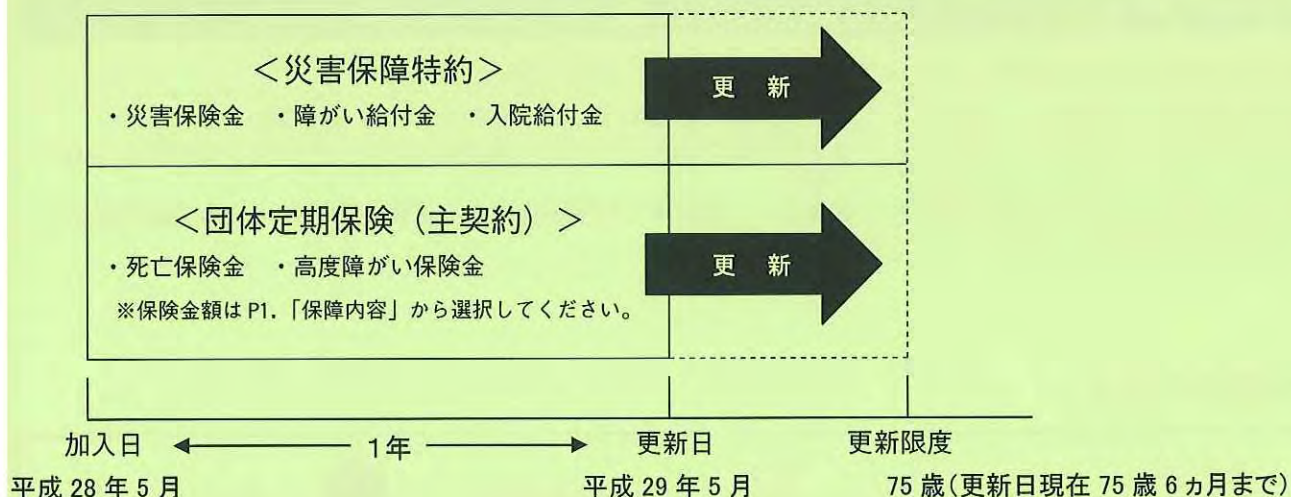 <災害保障特約>
・災害保険金 ・障がい給付金 ・入院給付金
更 新
<団体定期保険（主契約）>
・死亡保険金 ・高度障がい保険金
※保険金額は P1．「保障内容」から選択してください。
更 新
加入日 1年 更新日 更新限度
平成 28 年 5 月 平成 29 年 5 月 75 歳（更新日現在 75 歳 6 ヵ月まで）